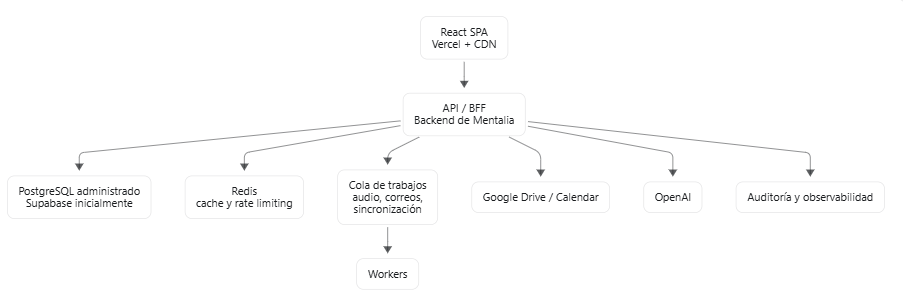 React SPA
Vercel + CDN
API / BFF
Backend de Mentalia
PostgreSQL administrado
Supabase inicialmente
Redis
cache y rate limiting
Cola de trabajos
audio, correos,
sincronización
Google Drive / Calendar
OpenAI
Auditoría y observabilidad
Workers